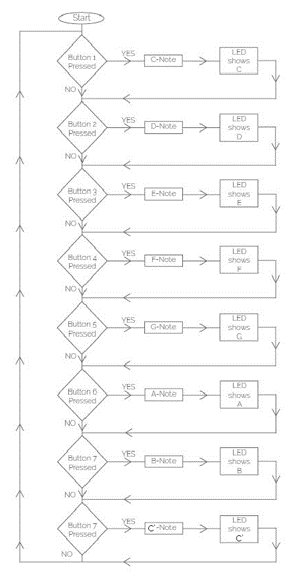 Start
Button 1
Pressed
YES
C-Note
LED
shows
C
NO
Button 2
Pressed
YES
D-Note
LED
shows
D
NO
Button 3
Pressed
YES
E-Note
LED
shows
E
NO
Button 4
Pressed
YES
F-Note
LED
shows
F
NO
Button 5
Pressed
YES
G-Note
LED
shows
G
NO
Button 6
Pressed
YES
A-Note
LED
shows
A
NO
Button 7
Pressed
YES
B-Note
LED
shows
B
NO
Button 7
Pressed
YES
C'-Note
LED
shows
C'
NO